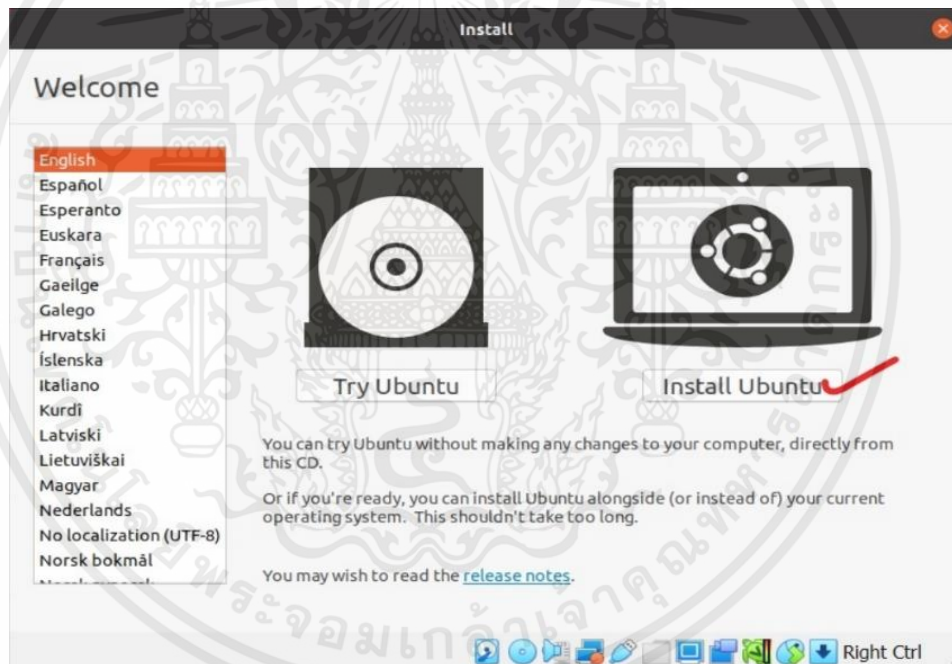 Install
Welcome
English
Español
Esperanto
Euskara
Français
Gaeilge
Galego
Hrvatski
Íslenska
Italiano
Kurdî
Latviski
Lietuviškai
Magyar
Nederlands
No localization (UTF-8)
Norsk bokmål
Try Ubuntu
Install Ubuntu
You can try Ubuntu without making any changes to your computer, directly from
this CD.
Or if you're ready, you can install Ubuntu alongside (or instead of) your current
operating system. This shouldn't take too long.
You may wish to read the release notes.
Right Ctrl